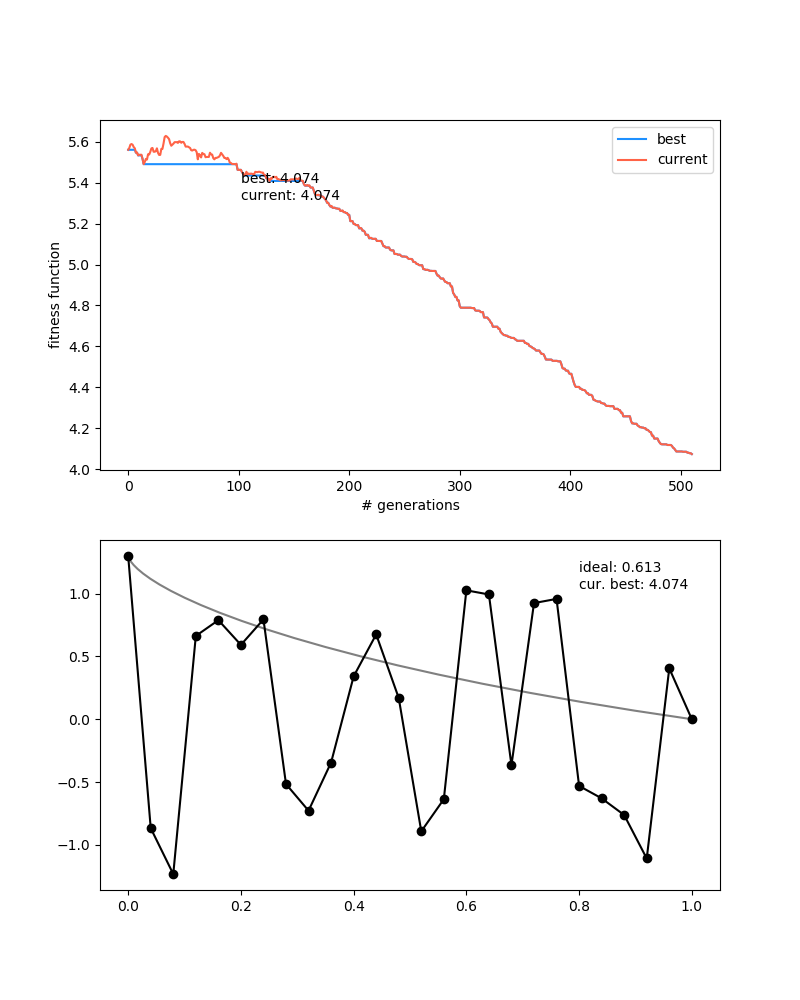 best
current
5.6
5.4
5.2
5.0
4.8
4.6
4.4
4.2
4.0
fitness function
best: 4.074
current: 4.074
0 100 200 300 400 500
# generations
ideal: 0.613
cur. best: 4.074
1.0
0.5
0.0
−0.5
−1.0
0.0 0.2 0.4 0.6 0.8 1.0